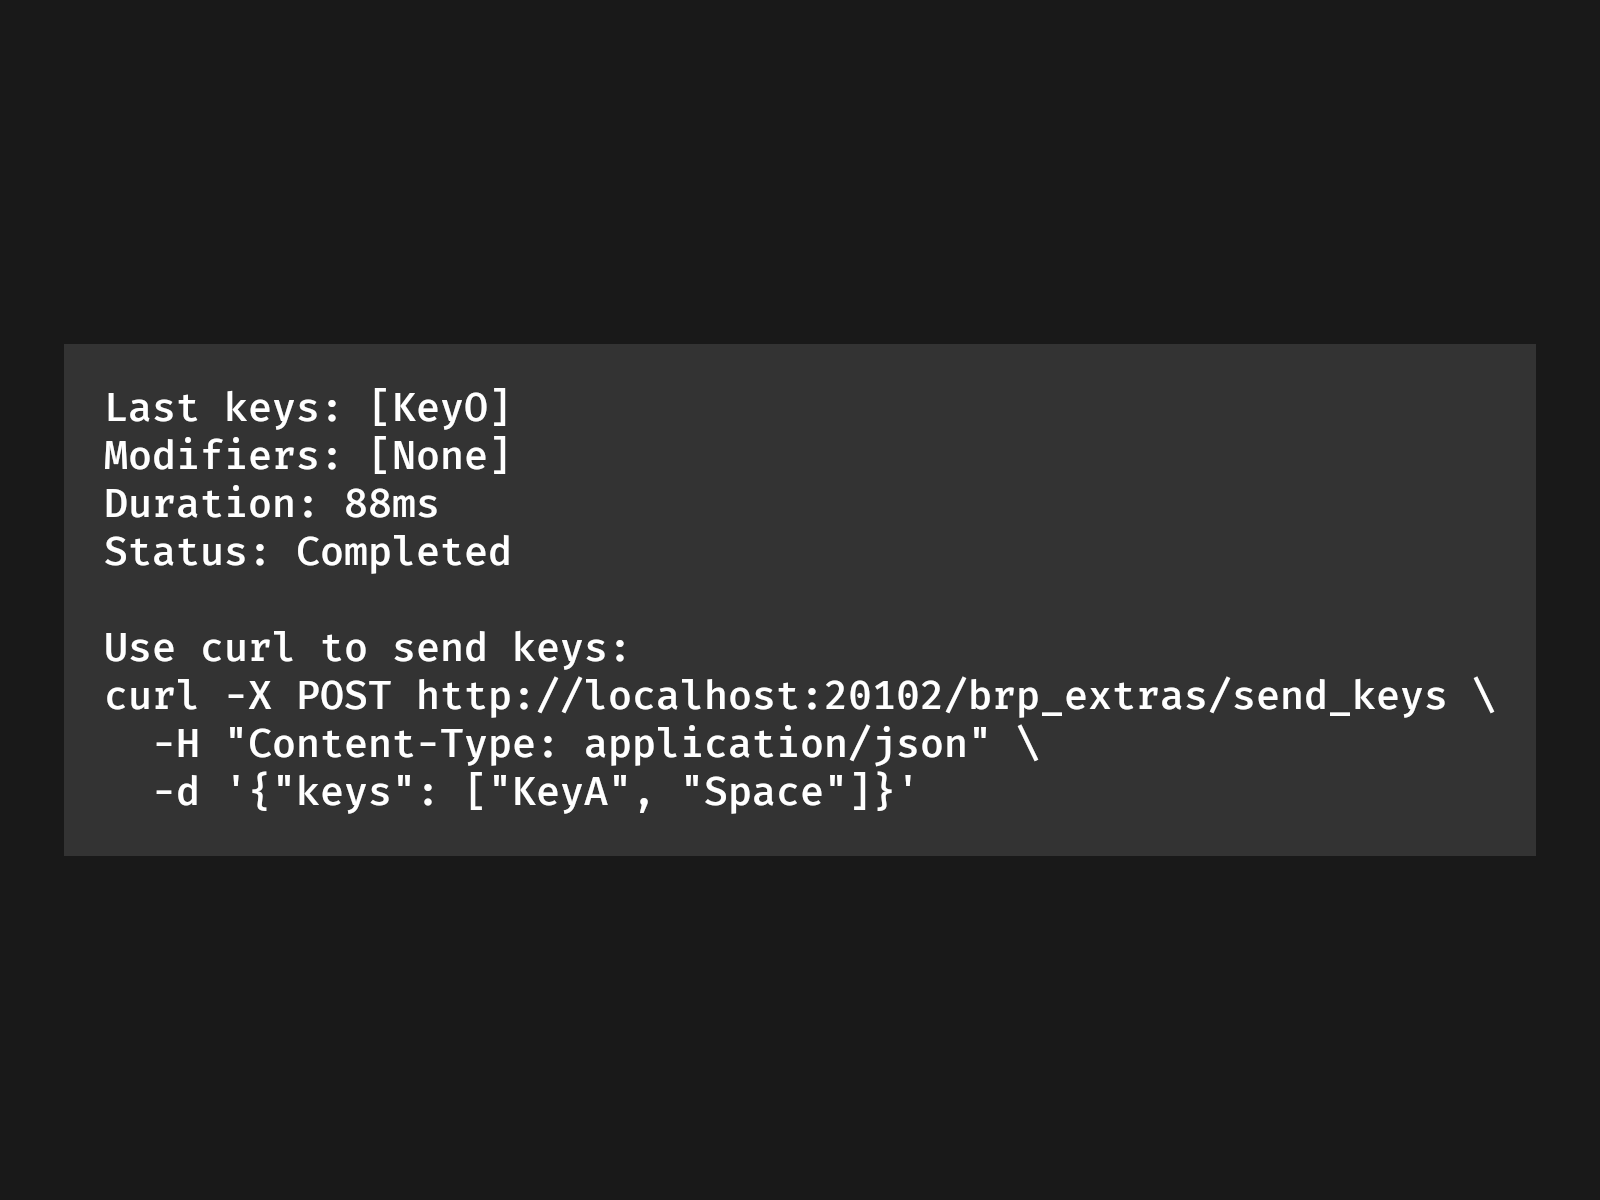 Last keys: [KeyO]
Modifiers: [None]
Duration: 88ms
Status: Completed

Use curl to send keys:
curl -X POST http://localhost:20102/brp_extras/send_keys \
  -H "Content-Type: application/json" \
  -d '{"keys": ["KeyA", "Space"]}'